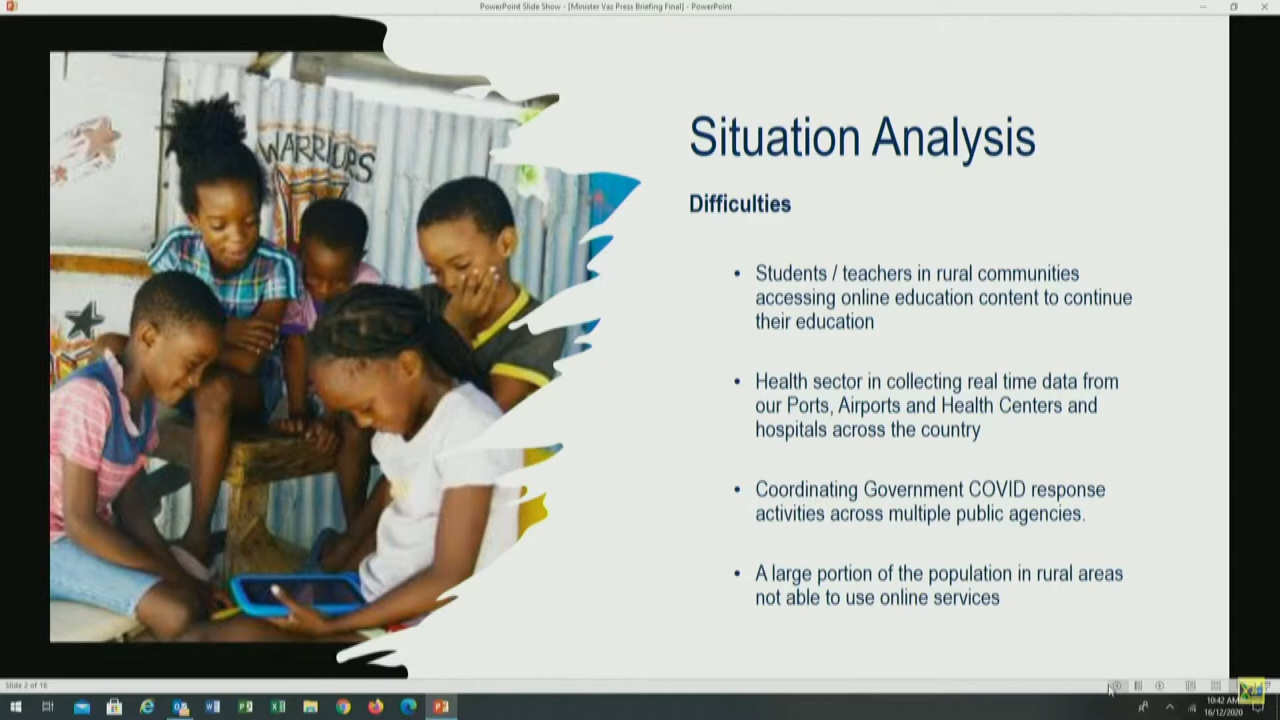 PowerPoint Slide Show - [Minister Vaz Press Briefing Final] - PowerPoint
WARRIORS
Situation Analysis
Difficulties
• Students / teachers in rural communities
accessing online education content to continue
their education
• Health sector in collecting real time data from
our Ports, Airports and Health Centers and
hospitals across the country
• Coordinating Government COVID response
activities across multiple public agencies.
• A large portion of the population in rural areas
not able to use online services
Slide 2 of 16
10:42 AM
16/12/2020